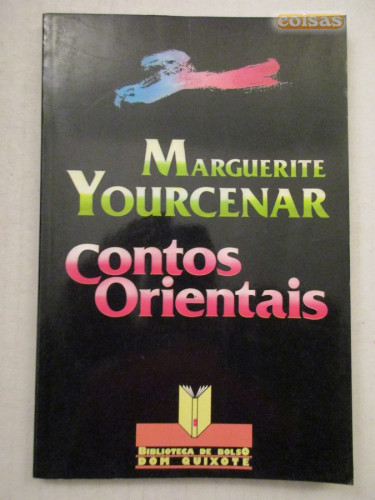 coisas
MARGUERITE
YOURCENAR
Contos
Orientais
BIBLIOTECA DE BOLSO
DOM QUIXOTE